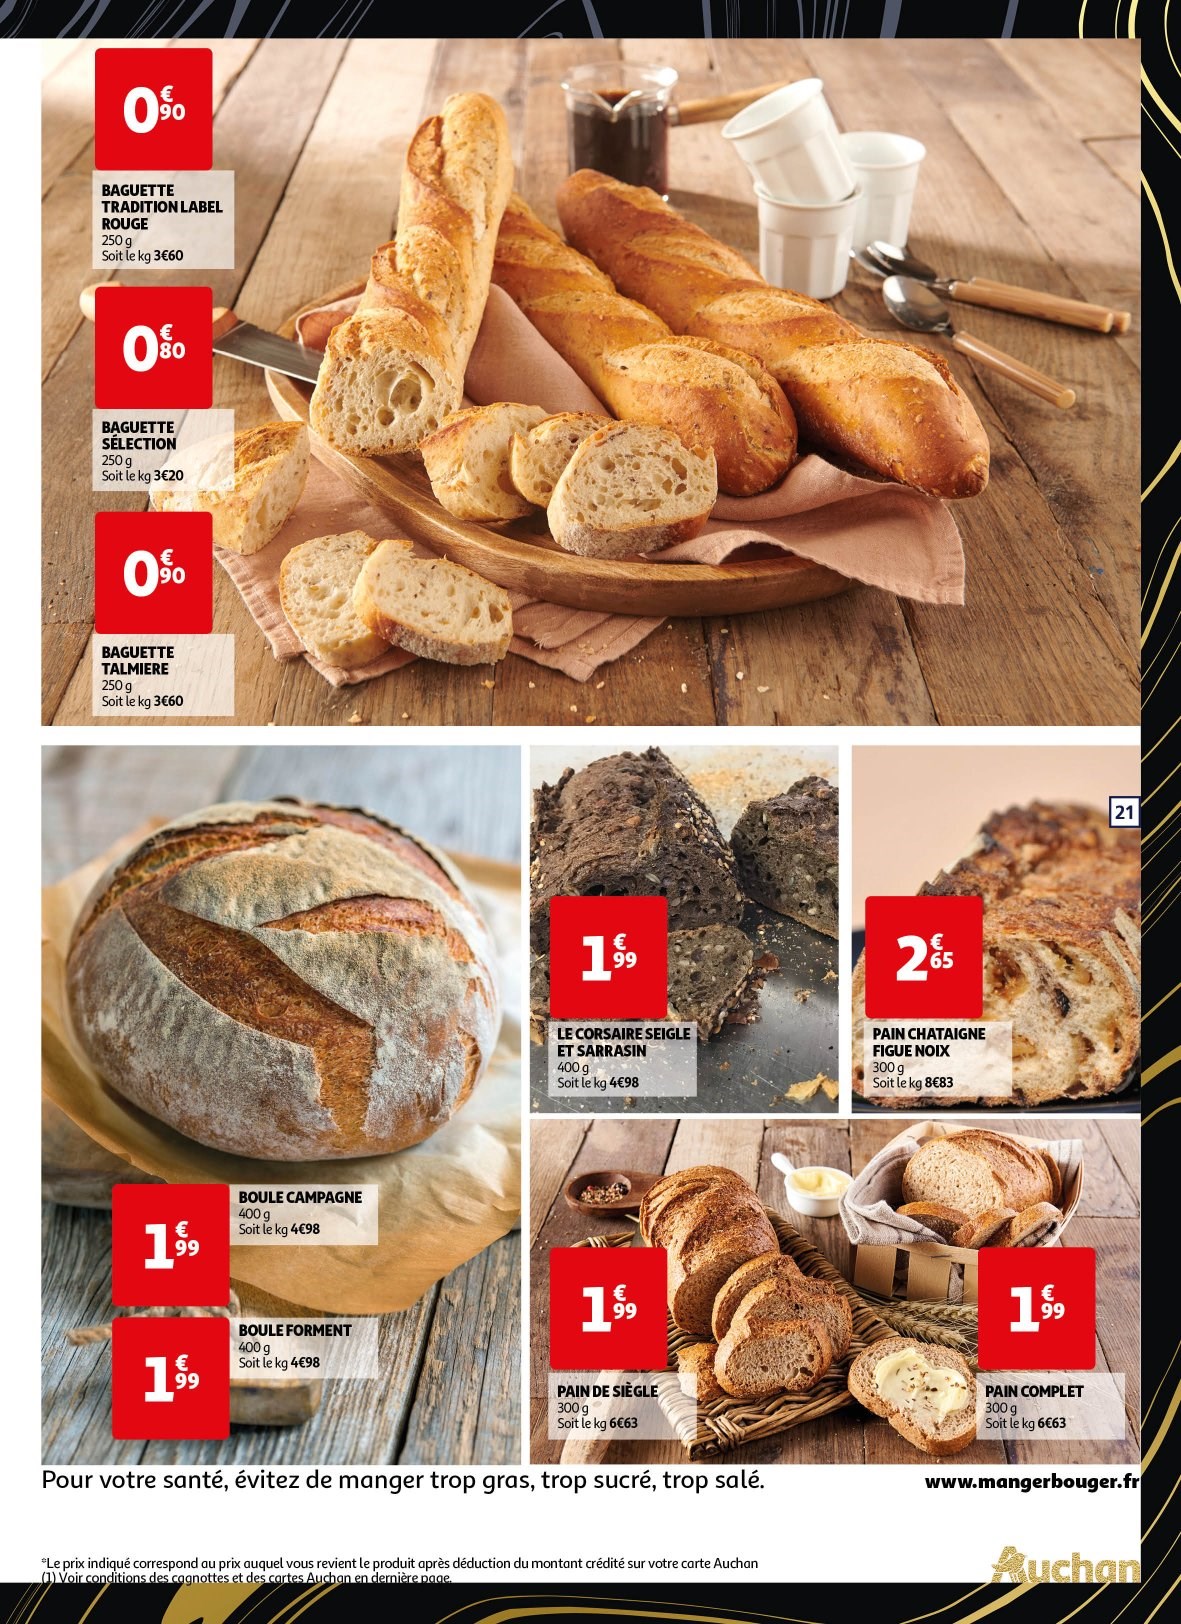 0€90
BAGUETTE
TRADITION LABEL
ROUGE
250 g
Soit le kg 3€60
0€80
BAGUETTE
SÉLECTION
250 g
Soit le kg 3€20
0€90
BAGUETTE
TALMIERE
250 g
Soit le kg 3€60
21
1€99
LE CORSAIRE SEIGLE
ET SARRASIN
400 g
Soit le kg 4€98
2€65
PAIN CHATAIGNE
FIGUE NOIX
300 g
Soit le kg 8€83
1€99
BOULE CAMPAGNE
400 g
Soit le kg 4€98
1€99
BOULE FORMENT
400 g
Soit le kg 4€98
1€99
PAIN DE SIÈGLE
300 g
Soit le kg 6€63
1€99
PAIN COMPLET
300 g
Soit le kg 6€63
Pour votre santé, évitez de manger trop gras, trop sucré, trop salé.
www.mangerbouger.fr
*Le prix indiqué correspond au prix auquel vous revient le produit après déduction du montant crédité sur votre carte Auchan
(1) Voir conditions des cagnottes et des cartes Auchan en dernière page.
Auchan